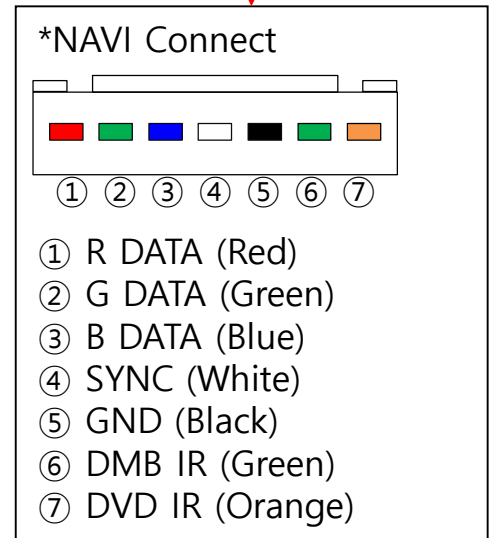 *NAVI Connect
① ② ③ ④ ⑤ ⑥ ⑦
① R DATA (Red)
② G DATA (Green)
③ B DATA (Blue)
④ SYNC (White)
⑤ GND (Black)
⑥ DMB IR (Green)
⑦ DVD IR (Orange)